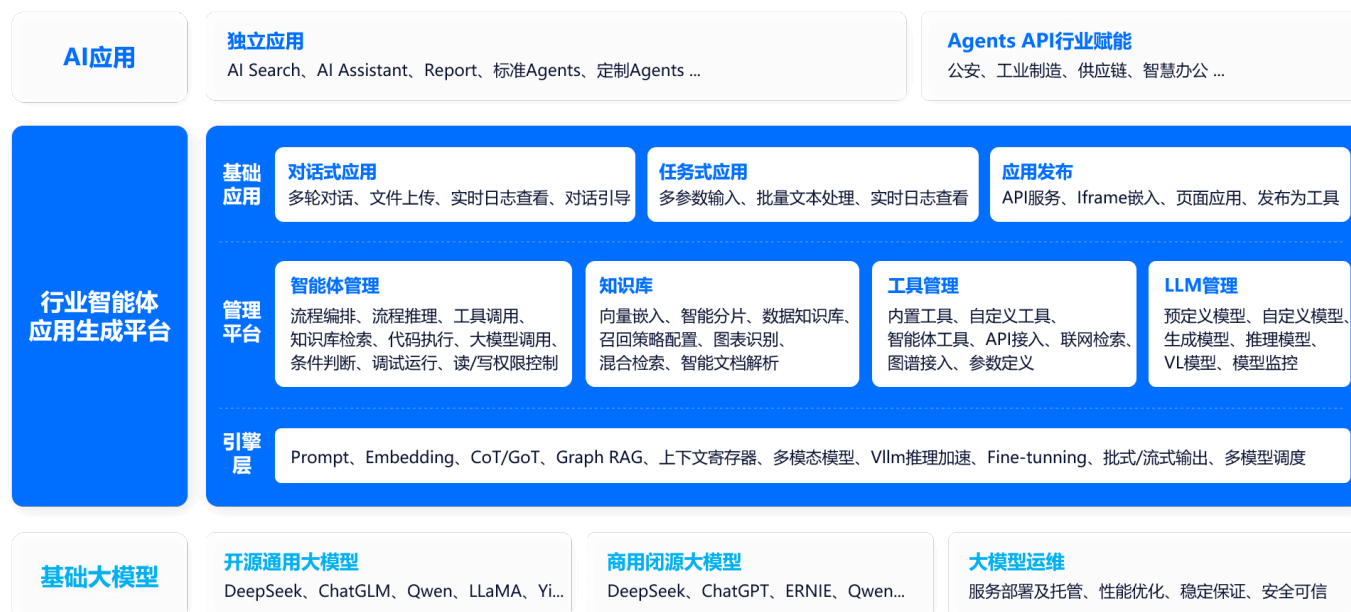 AI应用
独立应用
AI Search、AI Assistant、Report、标准Agents、定制Agents ...
Agents API行业赋能
公安、工业制造、供应链、智慧办公 ...
行业智能体
应用生成平台
基础
应用
对话式应用
多轮对话、文件上传、实时日志查看、对话引导
任务式应用
多参数输入、批量文本处理、实时日志查看
应用发布
API服务、Iframe嵌入、页面应用、发布为工具
管理
平台
智能体管理
流程编排、流程推理、工具调用、
知识库检索、代码执行、大模型调用、
条件判断、调试运行、读/写权限控制
知识库
向量嵌入、智能分片、数据知识库、
召回策略配置、图表识别、
混合检索、智能文档解析
工具管理
内置工具、自定义工具、
智能体工具、API接入、联网检索、
图谱接入、参数定义
LLM管理
预定义模型、自定义模型、
生成模型、推理模型、
VL模型、模型监控
引擎
层
Prompt、Embedding、CoT/GoT、Graph RAG、上下文寄存器、多模态模型、Vllm推理加速、Fine-tunning、批式/流式输出、多模型调度
基础大模型
开源通用大模型
DeepSeek、ChatGLM、Qwen、LLaMA、Yi...
商用闭源大模型
DeepSeek、ChatGPT、ERNIE、Qwen...
大模型运维
服务部署及托管、性能优化、稳定保证、安全可信